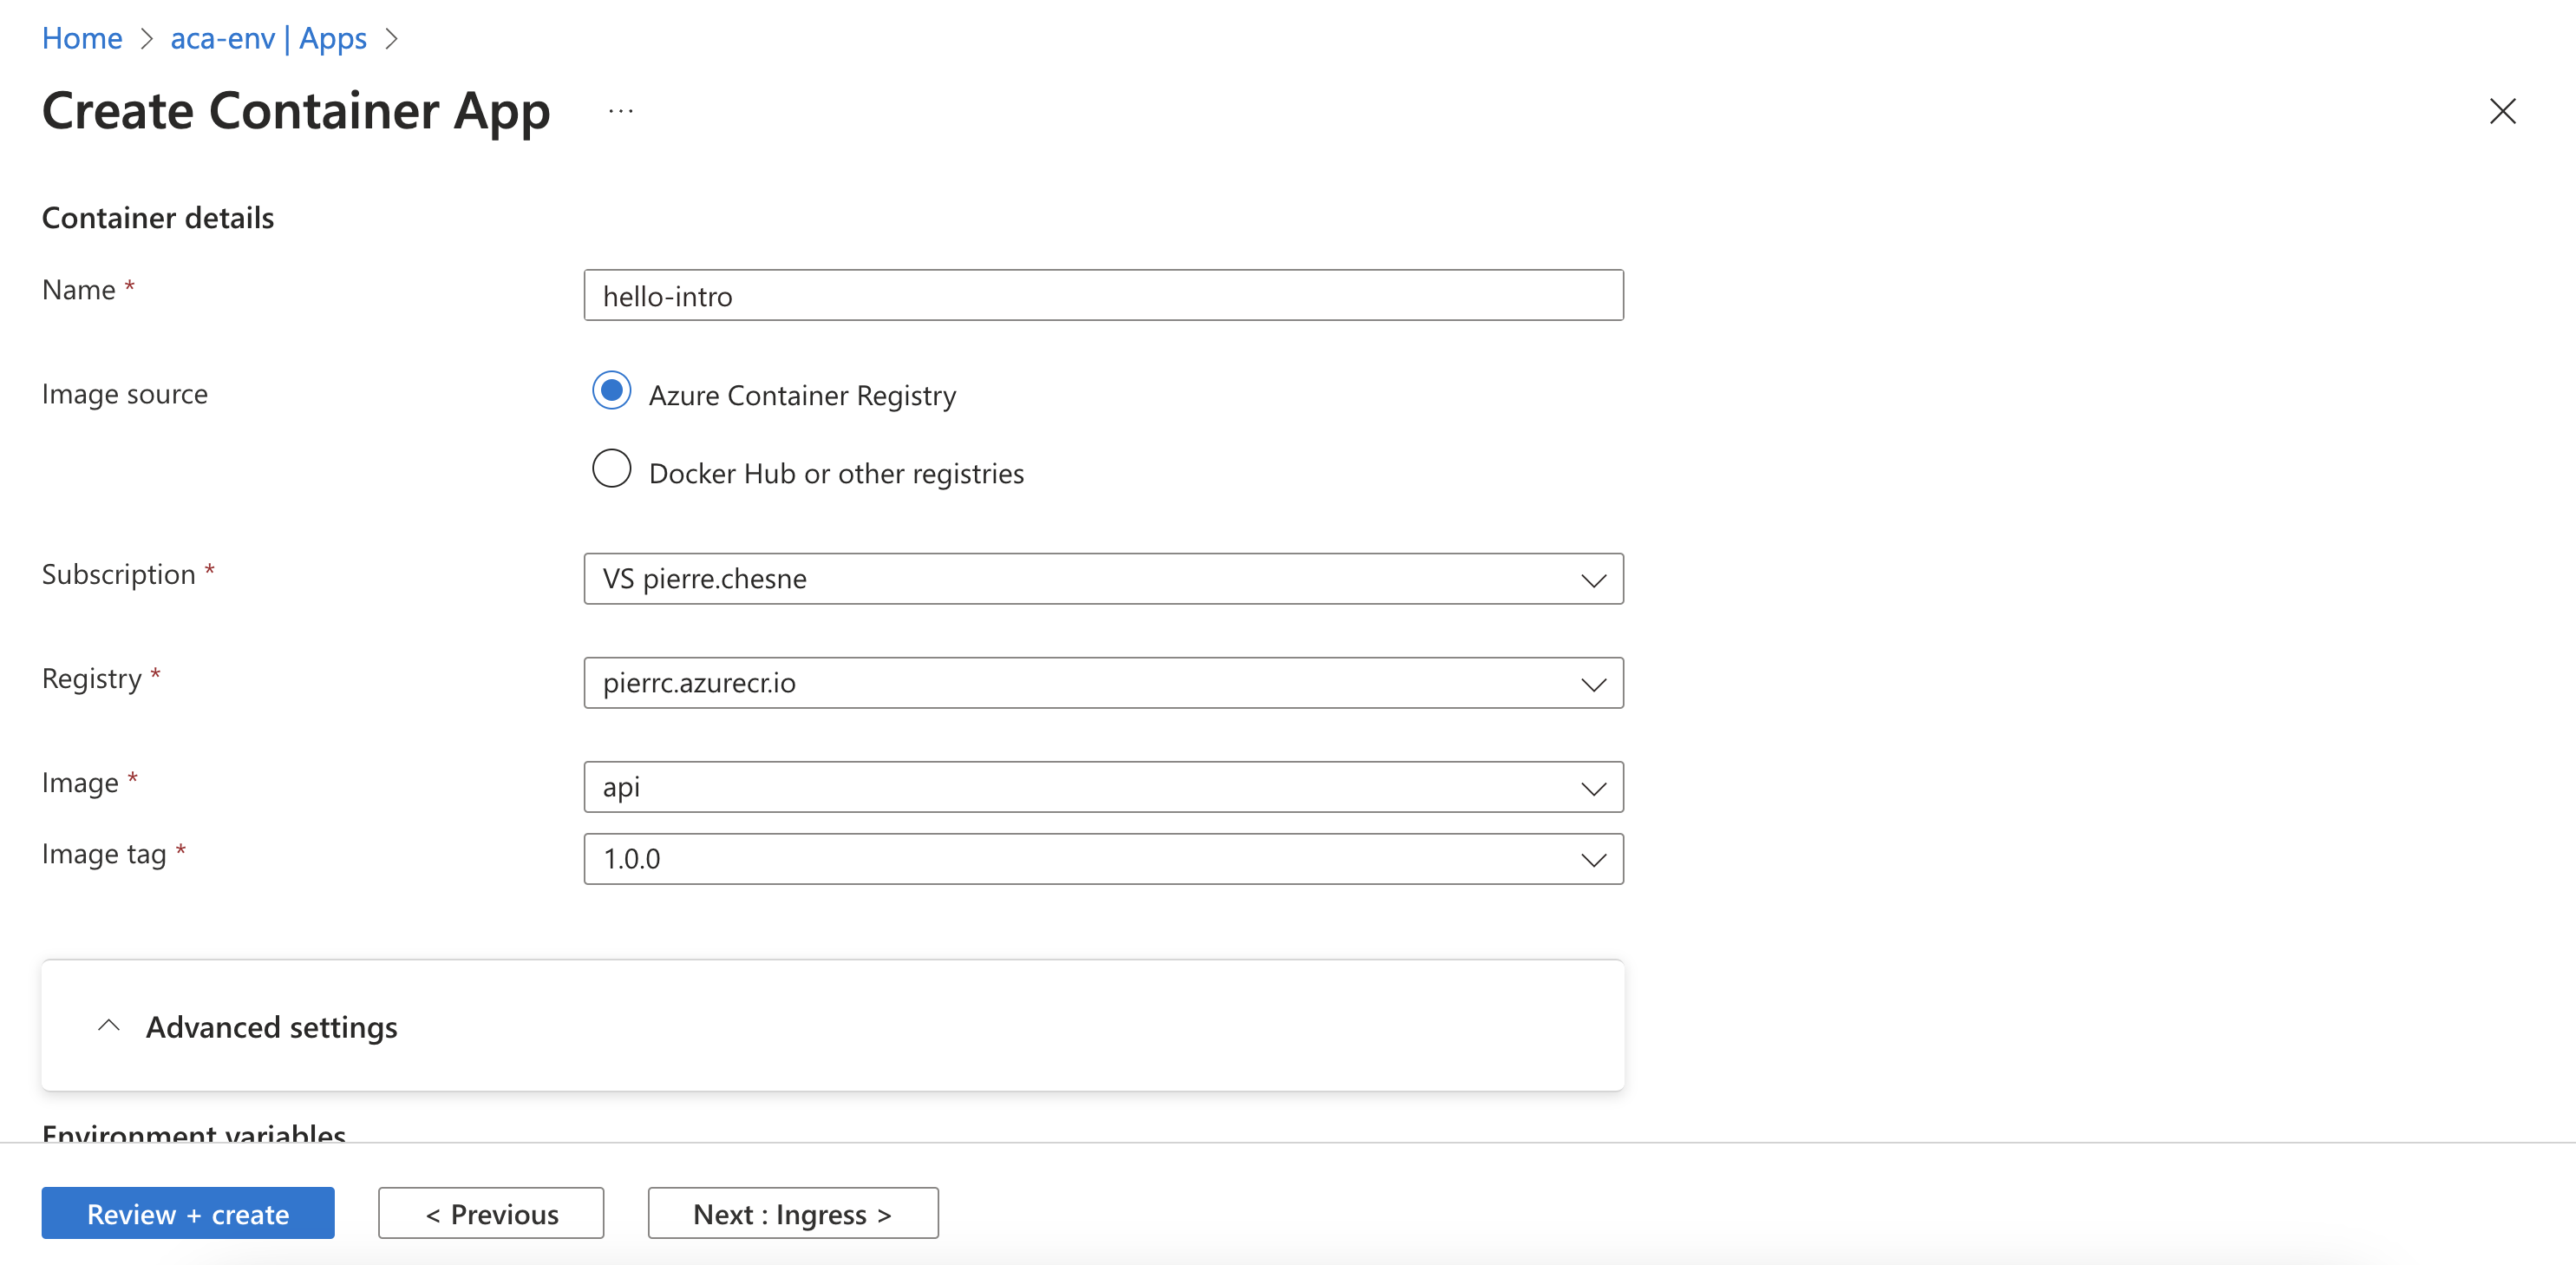 Home > aca-env | Apps >
Create Container App ...
Container details
Name *
hello-intro
Image source
Azure Container Registry
Docker Hub or other registries
Subscription *
VS pierre.chesne
Registry *
pierrc.azurecr.io
Image *
api
Image tag *
1.0.0
Advanced settings
Environment variables
Review + create
< Previous
Next : Ingress >